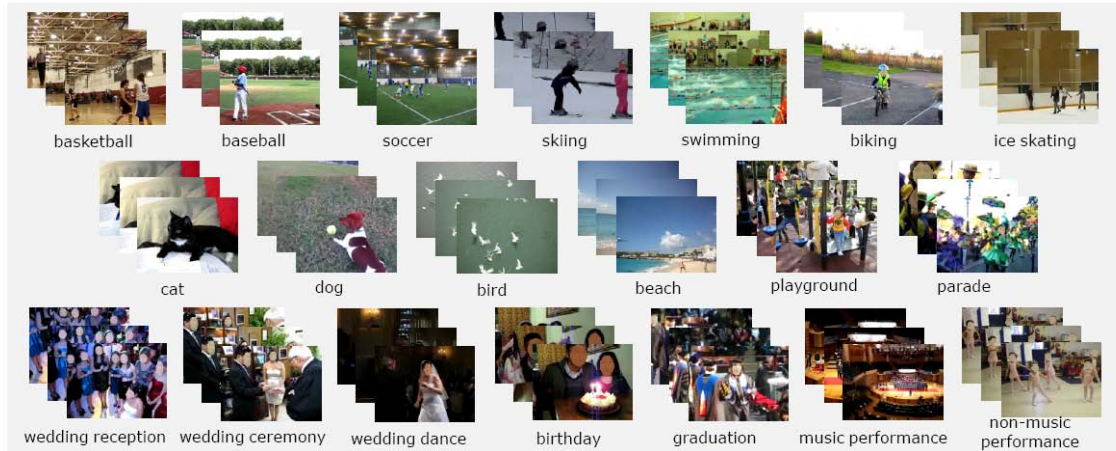 basketball
baseball
soccer
skiing
swimming
biking
ice skating
cat
dog
bird
beach
playground
parade
wedding reception
wedding ceremony
wedding dance
birthday
graduation
music performance
non-music
performance